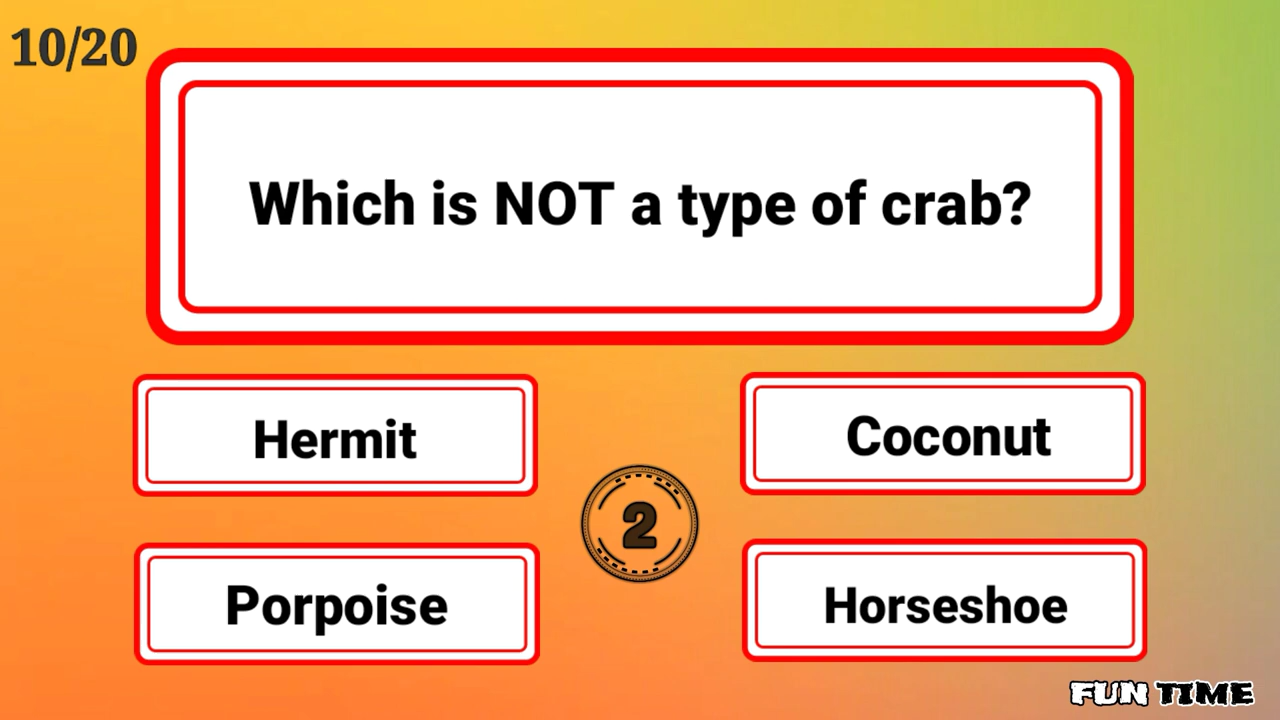 10/20
Which is NOT a type of crab?
Hermit
Coconut
2
Porpoise
Horseshoe
FUN TIME